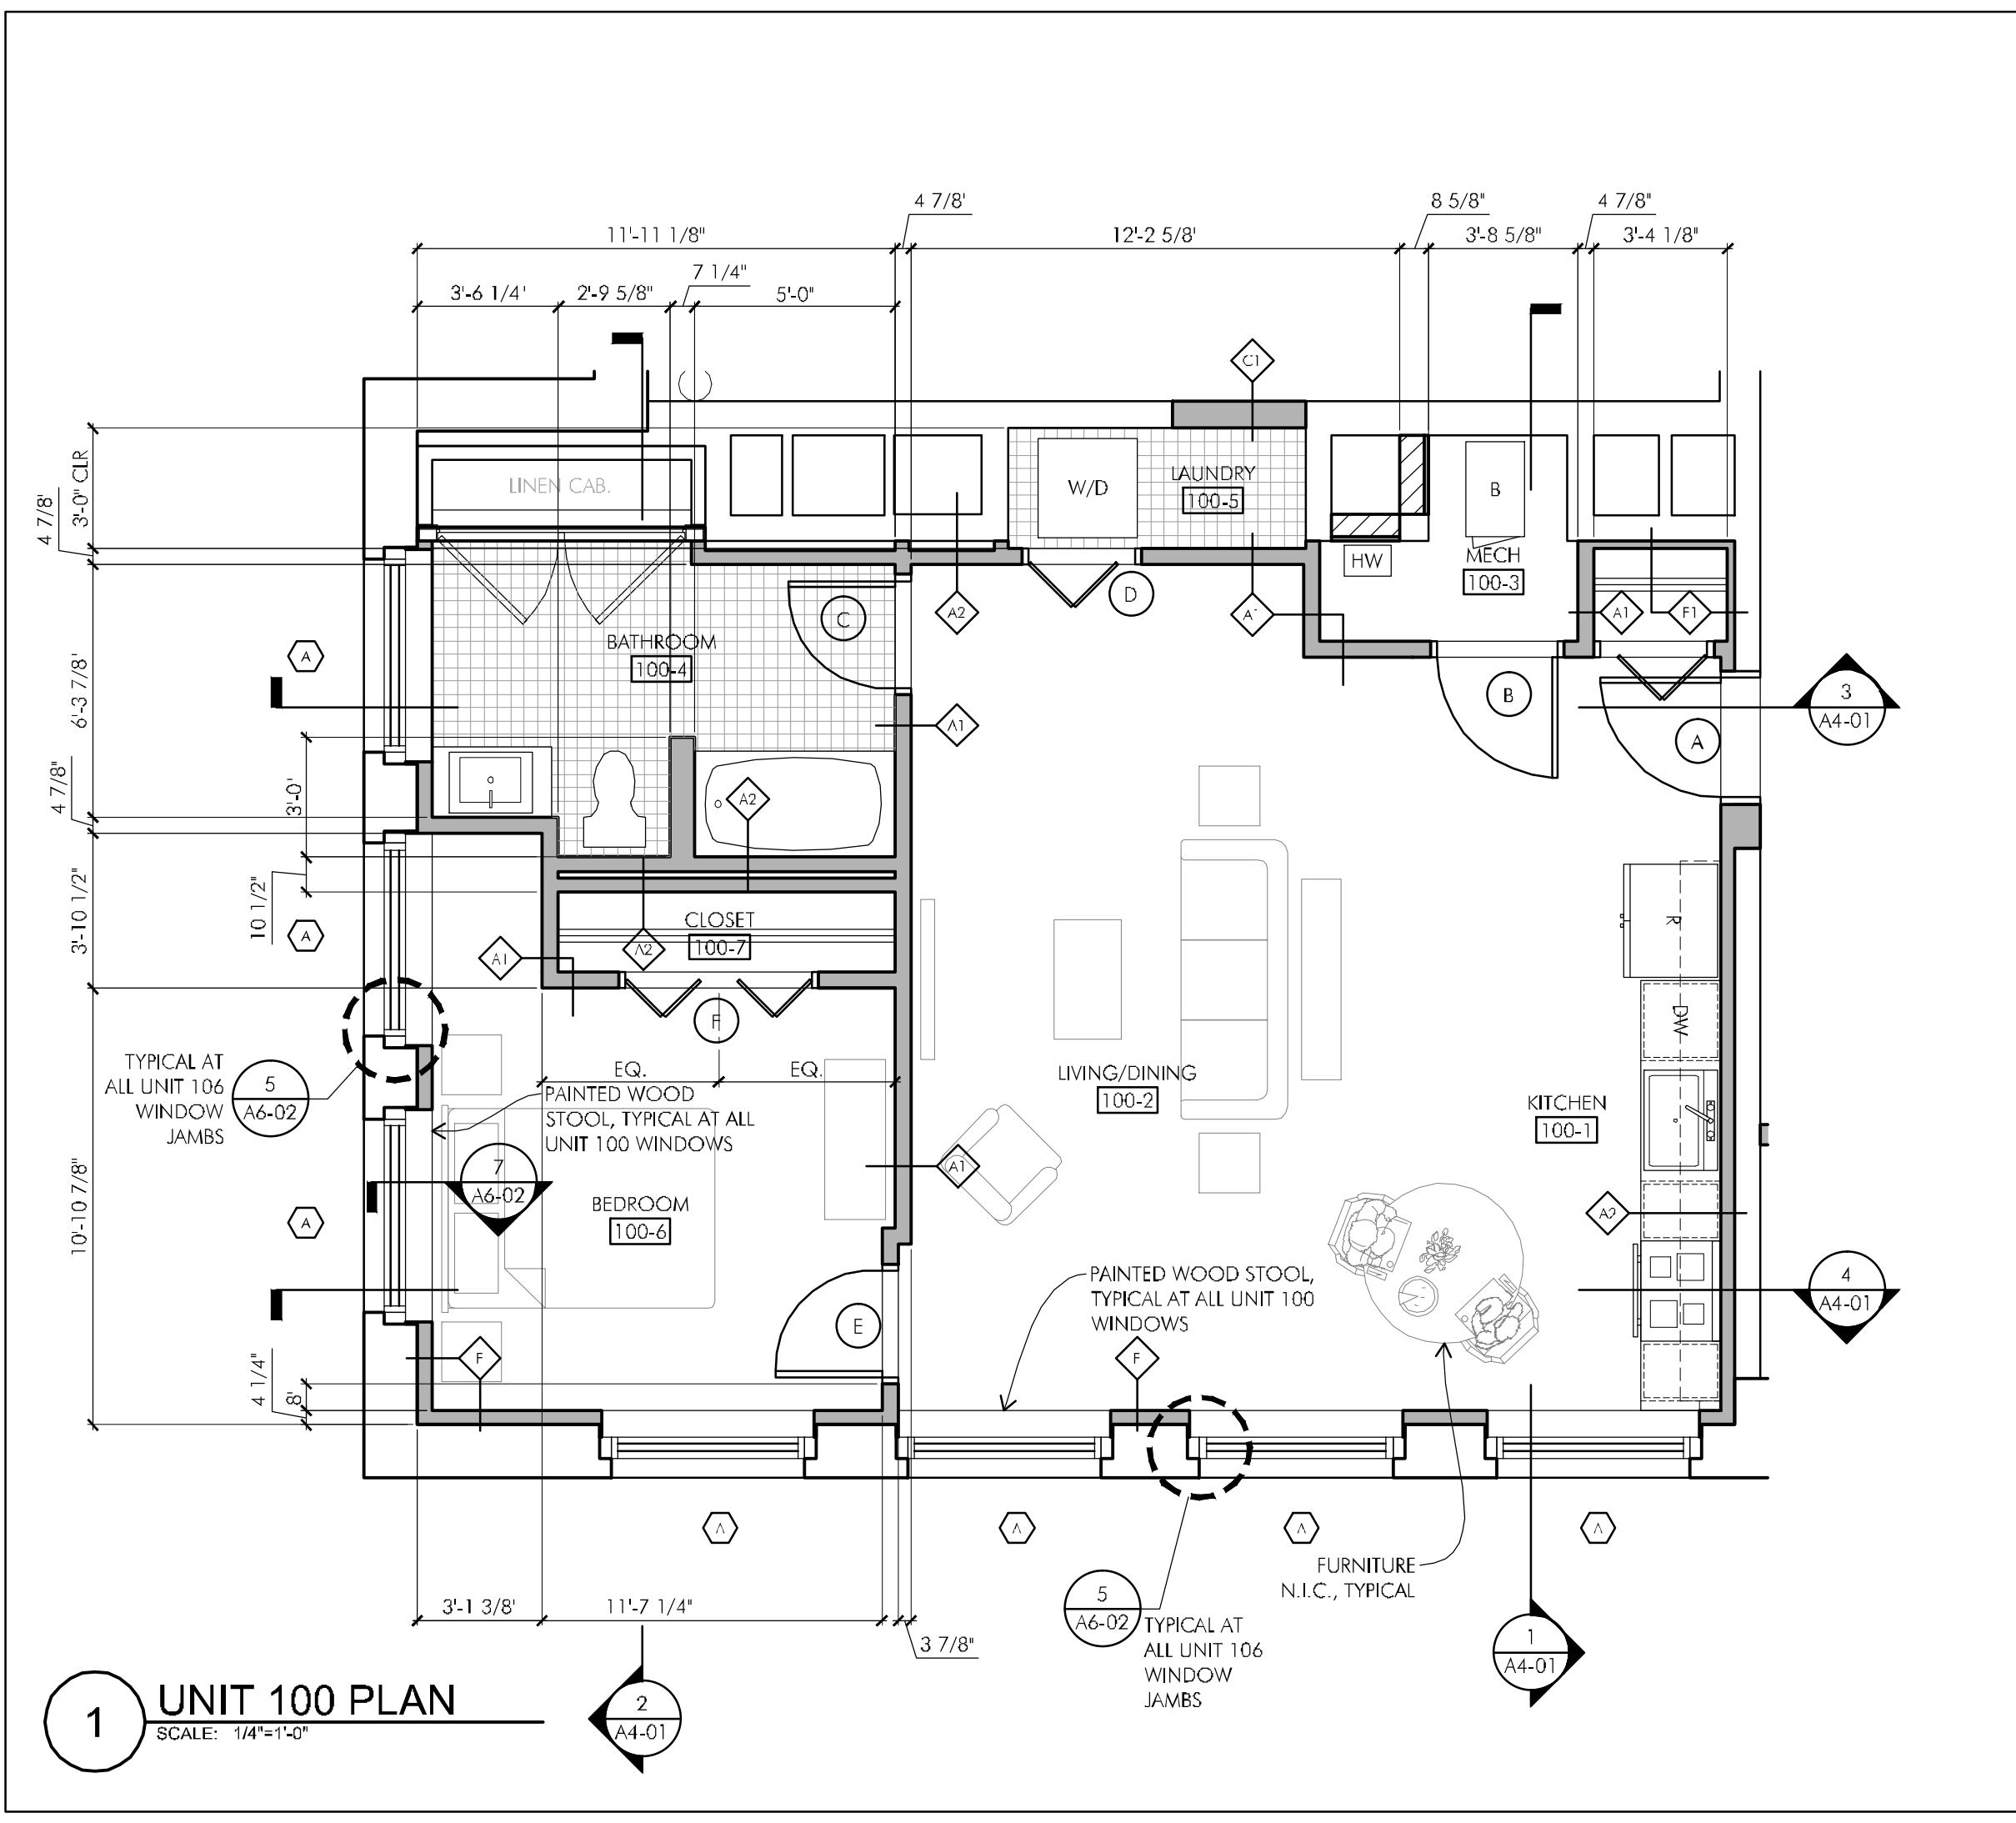 4 7/8'
8 5/8"
4 7/8"
11'-11 1/8"
12'-2 5/8'
3'-8 5/8"
3'-4 1/8"
7 1/4"
3'-6 1/4'
2'-9 5/8"
5'-0"
C1
3'-0" CLR
4 7/8'
LINEN CAB.
W/D
LAUNDRY
100-5
B
HW
MECH
100-3
D
C
A2
A1
F1
A
BATHROOM
100-4
6'-3 7/8'
B
A
3
A4-01
A1
4 7/8"
3'-0'
A2
3'-10 1/2"
10 1/2"
A
CLOSET
100-7
A2
A1
R
F
DW
TYPICAL AT
ALL UNIT 106
WINDOW
JAMBS
5
A6-02
EQ.
EQ.
PAINTED WOOD
STOOL, TYPICAL AT ALL
UNIT 100 WINDOWS
LIVING/DINING
100-2
KITCHEN
100-1
7
A6-02
A1
10'-10 7/8"
A
BEDROOM
100-6
A2
PAINTED WOOD STOOL,
TYPICAL AT ALL UNIT 100
WINDOWS
4
A4-01
E
F
F
4 1/4"
8'
A
A
A
A
FURNITURE
N.I.C., TYPICAL
3'-1 3/8'
11'-7 1/4"
3 7/8"
5
A6-02
TYPICAL AT
ALL UNIT 106
WINDOW
JAMBS
1
A4-01
1
UNIT 100 PLAN
SCALE: 1/4"=1'-0"
2
A4-01